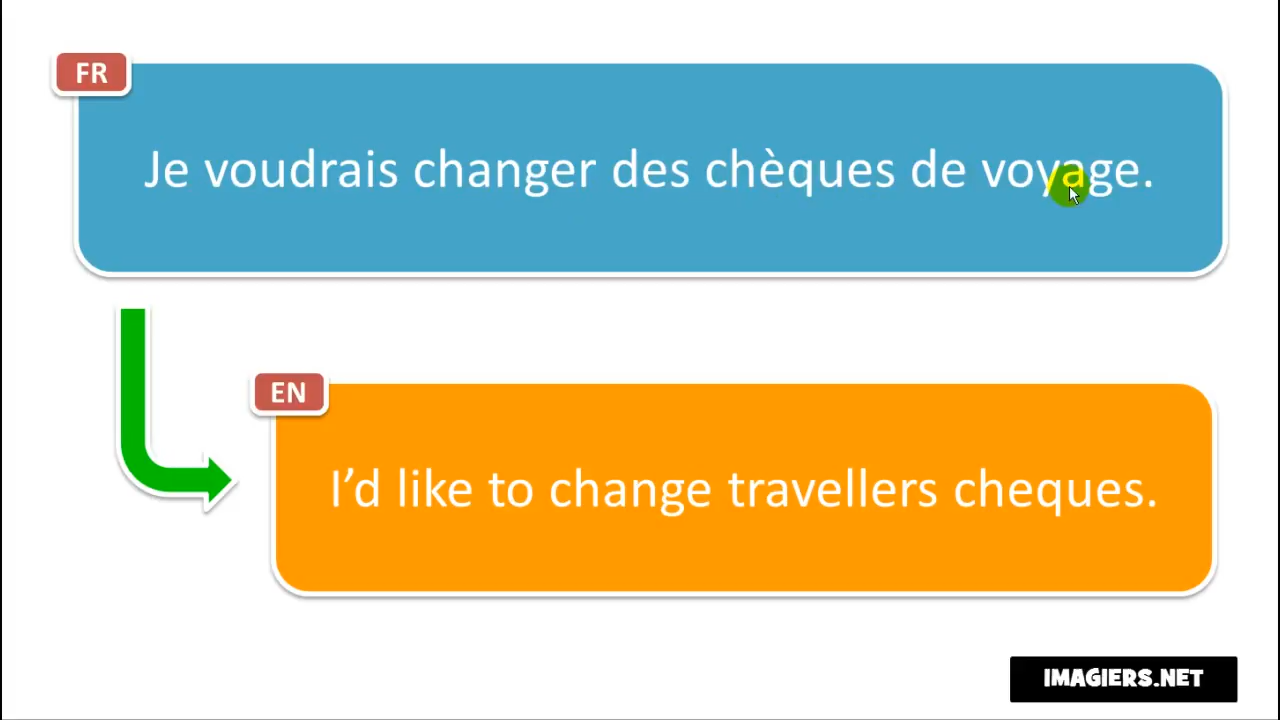 FR
Je voudrais changer des chèques de voyage.
EN
I’d like to change travellers cheques.
IMAGIERS.NET